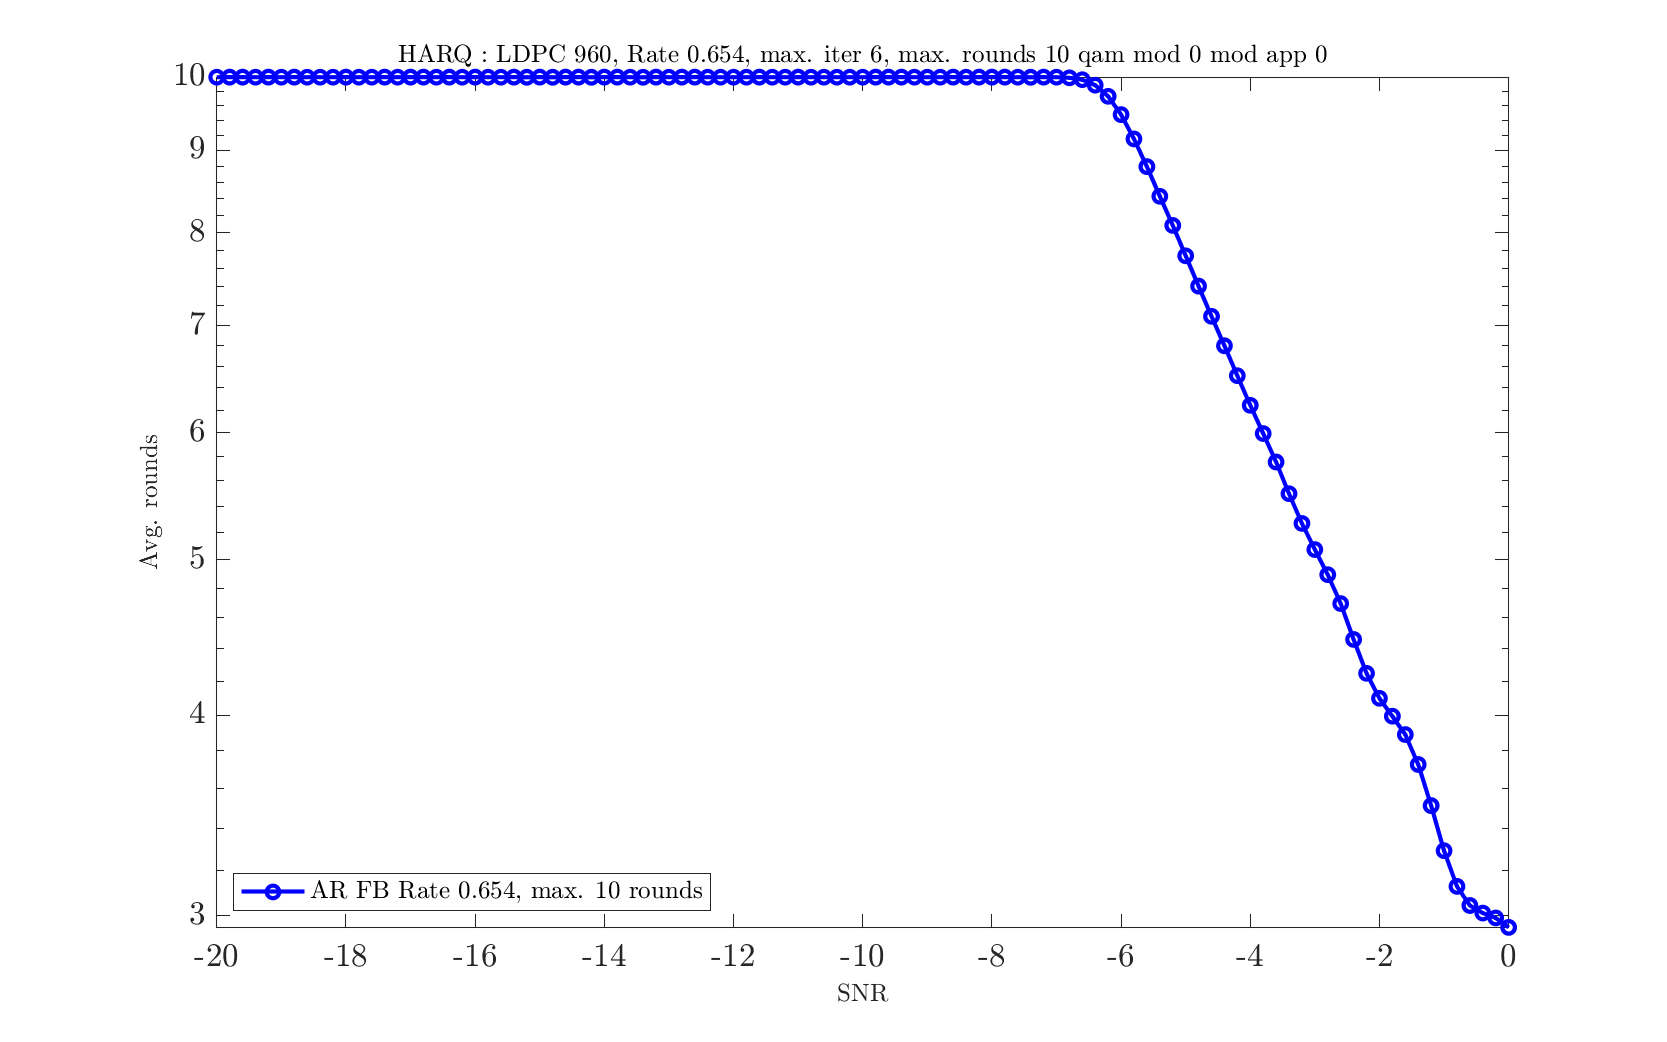 HARQ : LDPC 960, Rate 0.654, max. iter 6, max. rounds 10 qam mod 0 mod app 0
10
9
8
7
6
5
4
3
Avg. rounds
AR FB Rate 0.654, max. 10 rounds
-20 -18 -16 -14 -12 -10 -8 -6 -4 -2 0
SNR